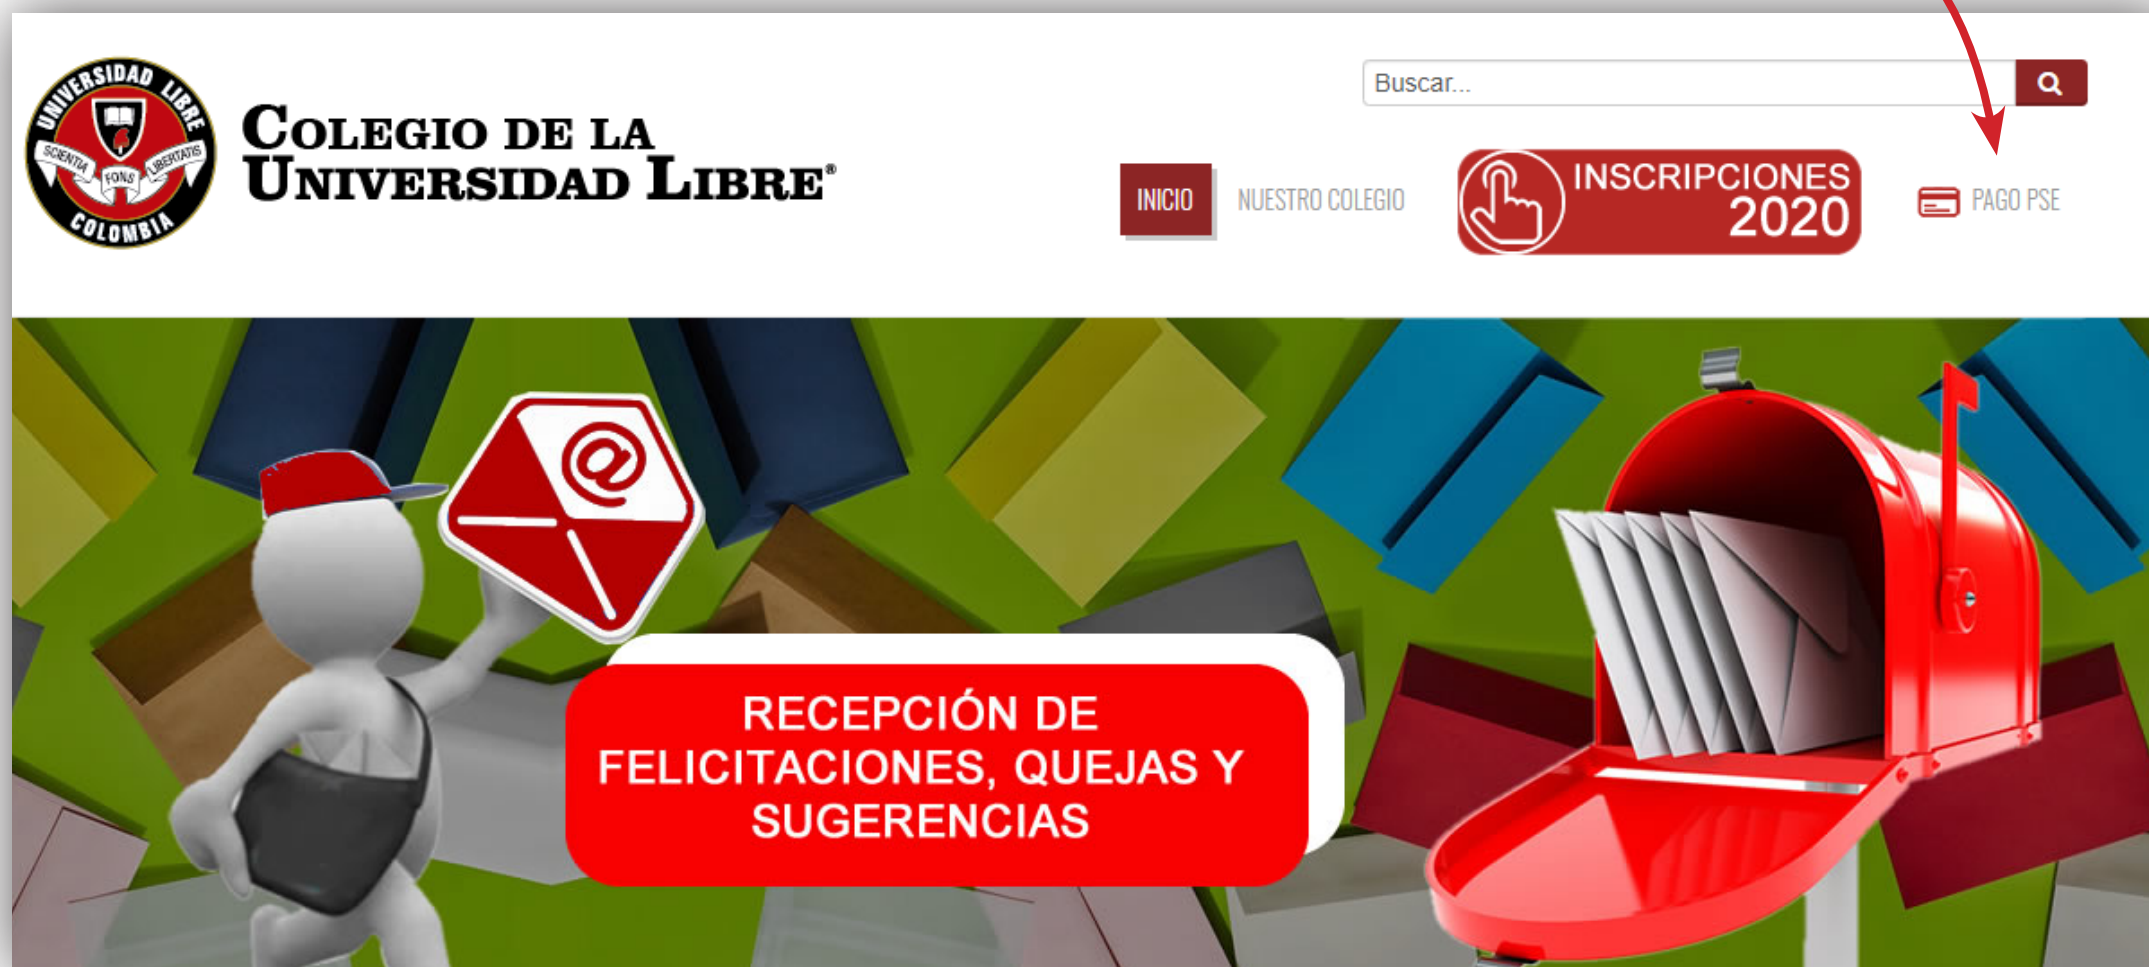 UNIVERSIDAD LIBRE
SCIENTIA FONS LIBERTATIS
COLOMBIA
COLEGIO DE LA
UNIVERSIDAD LIBRE®
Buscar...
INICIO
NUESTRO COLEGIO
INSCRIPCIONES
2020
PAGO PSE
@
RECEPCIÓN DE
FELICITACIONES, QUEJAS Y
SUGERENCIAS